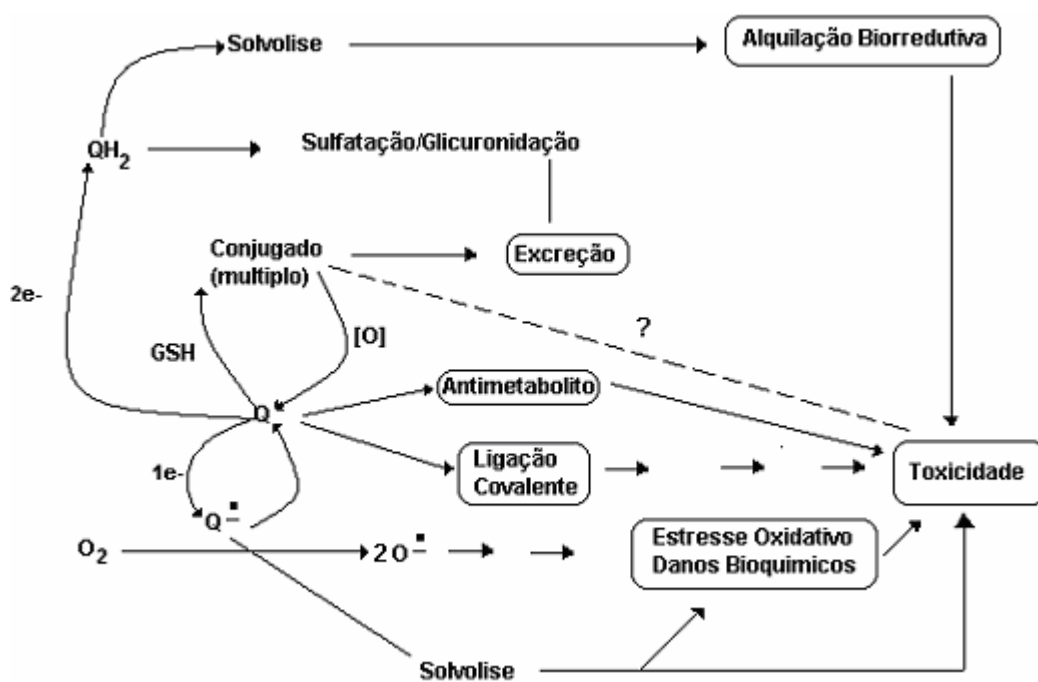 Solvolise
Alquilação Biorredutiva
QH2
Sulfatação/Glicuronidação
Conjugado
(multiplo)
Excreção
2e-
?
GSH
[O]
Antimetabolito
Q
1e-
Ligação
Covalente
Toxicidade
Q
O2
2 O
Estresse Oxidativo
Danos Bioquimicos
Solvolise